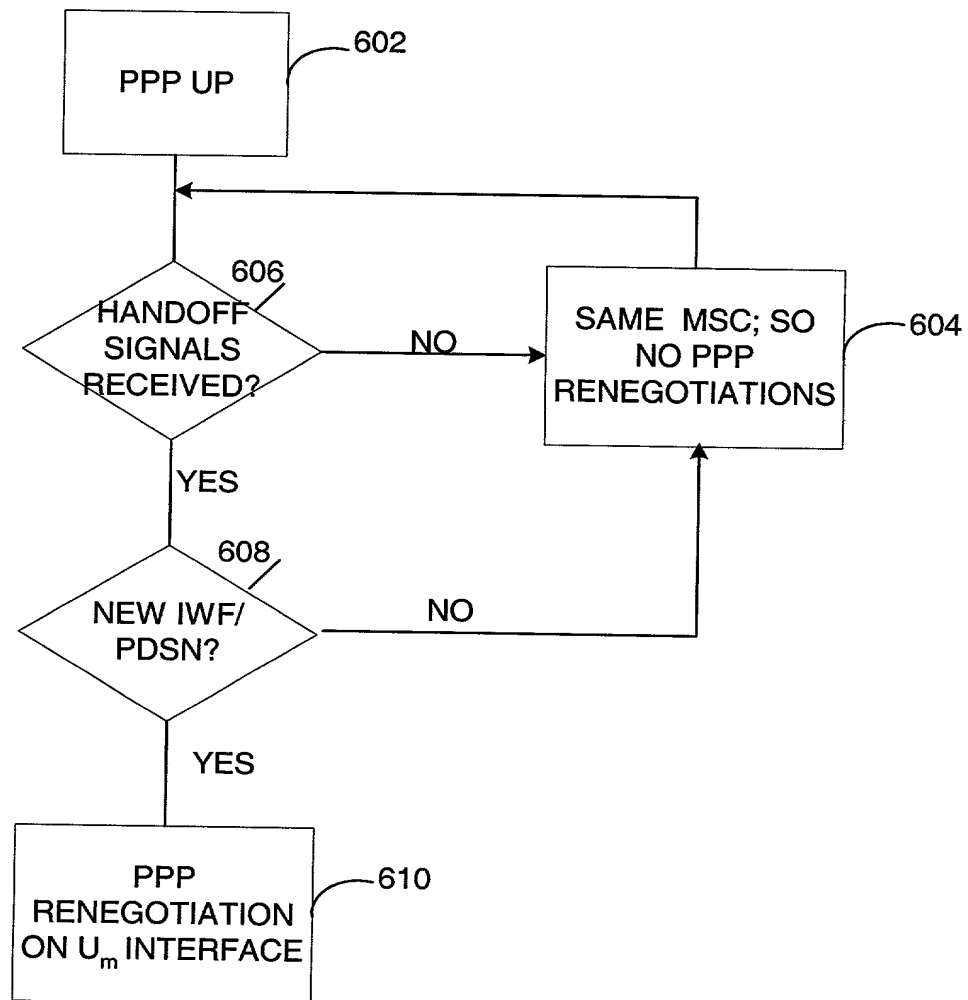 602
PPP UP
606
HANDOFF
SIGNALS
RECEIVED?
NO
SAME MSC; SO
NO PPP
RENEGOTIATIONS
604
YES
608
NEW IWF/
PDSN?
NO
YES
PPP
RENEGOTIATION
ON Um INTERFACE
610